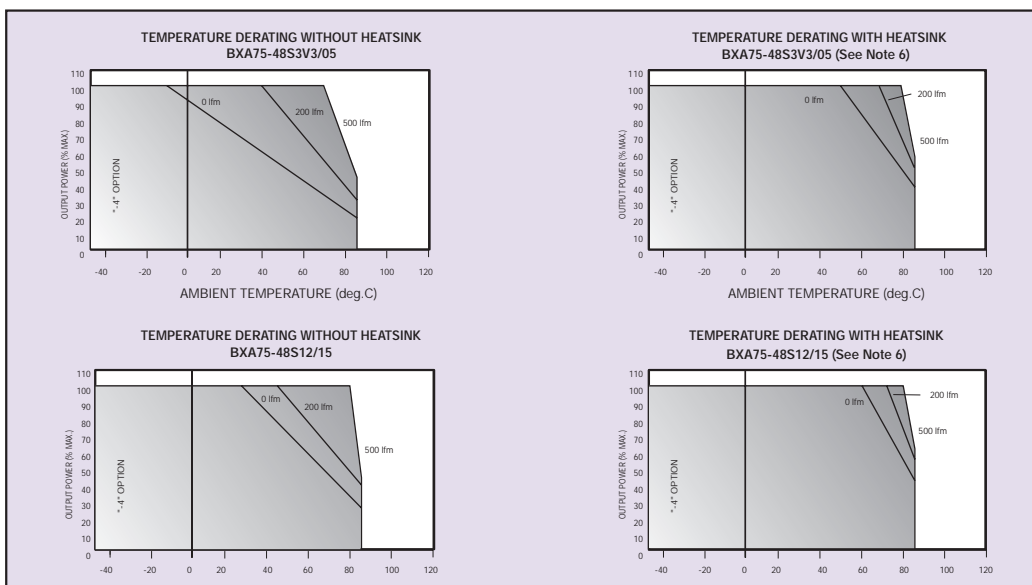 TEMPERATURE DERATING WITHOUT HEATSINK
BXA75-48S3V3/05
OUTPUT POWER (% MAX.)
110
100
90
80
70
60
50
40
30
20
10
0
"-4" OPTION
0 lfm
200 lfm
500 lfm
-40 -20 0 20 40 60 80 100 120
AMBIENT TEMPERATURE (deg.C)
TEMPERATURE DERATING WITH HEATSINK
BXA75-48S3V3/05 (See Note 6)
OUTPUT POWER (% MAX.)
110
100
90
80
70
60
50
40
30
20
10
0
"-4" OPTION
0 lfm
200 lfm
500 lfm
-40 -20 0 20 40 60 80 100 120
AMBIENT TEMPERATURE (deg.C)
TEMPERATURE DERATING WITHOUT HEATSINK
BXA75-48S12/15
OUTPUT POWER (% MAX.)
110
100
90
80
70
60
50
40
30
20
10
0
"-4" OPTION
0 lfm
200 lfm
500 lfm
-40 -20 0 20 40 60 80 100 120
TEMPERATURE DERATING WITH HEATSINK
BXA75-48S12/15 (See Note 6)
OUTPUT POWER (% MAX.)
110
100
90
80
70
60
50
40
30
20
10
0
"-4" OPTION
0 lfm
200 lfm
500 lfm
-40 -20 0 20 40 60 80 100 120